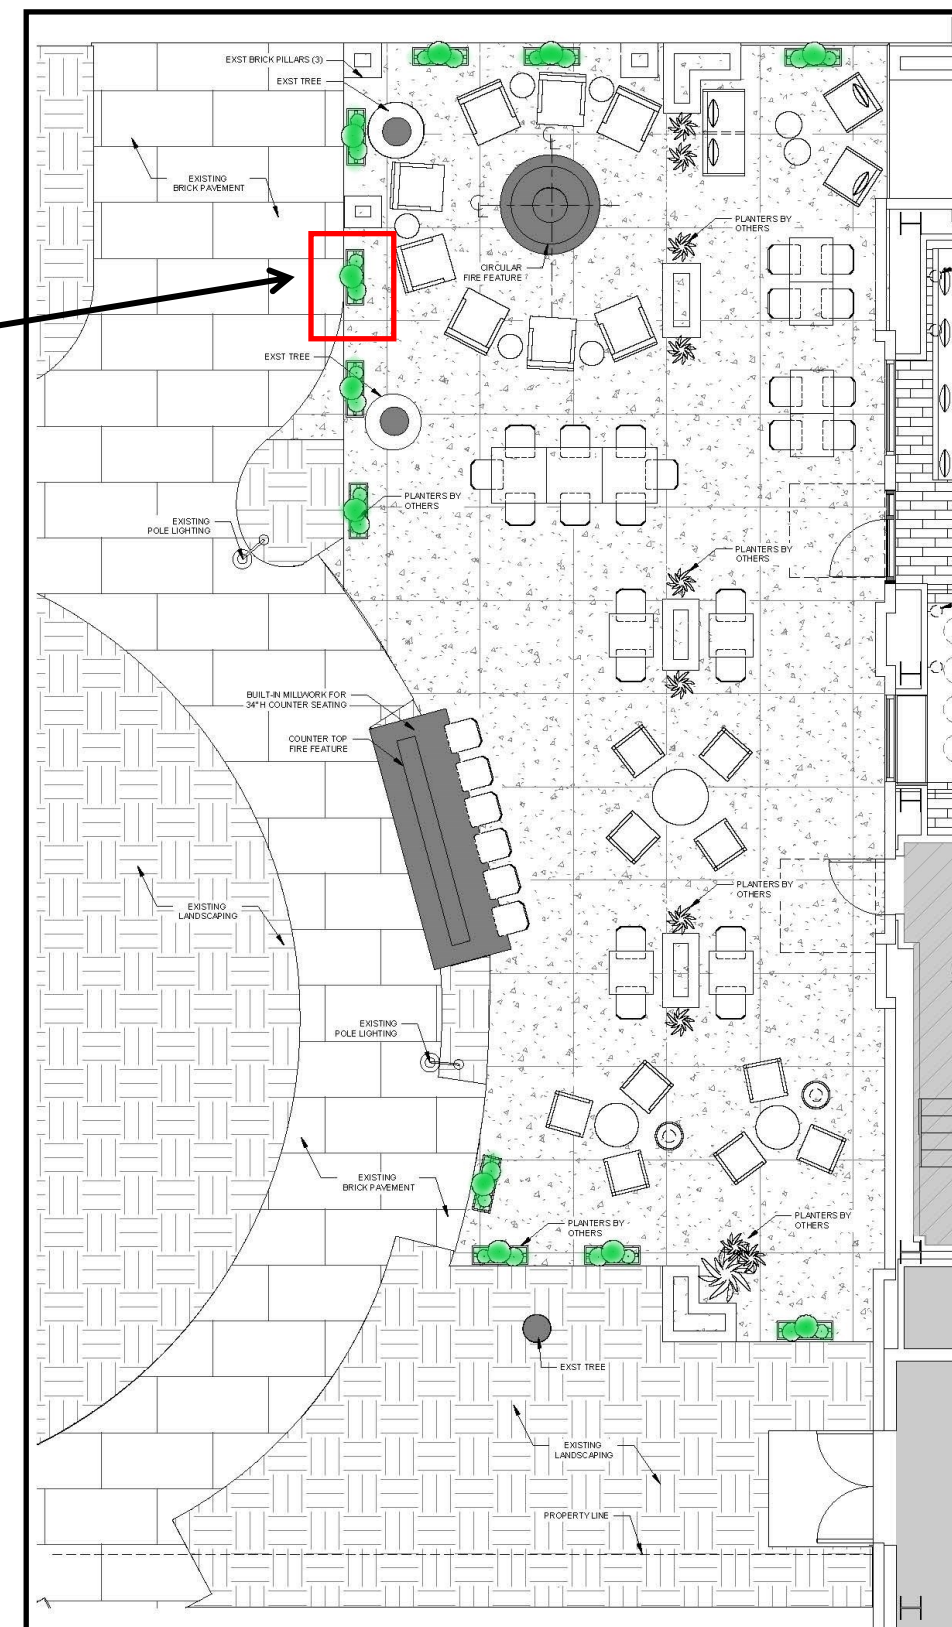 EXST BRICK PILLARS (3)
EXST TREE
EXISTING
BRICK PAVEMENT
PLANTERS BY
OTHERS
CIRCULAR
FIRE FEATURE
EXST TREE
PLANTERS BY
OTHERS
EXISTING
POLE LIGHTING
PLANTERS BY
OTHERS
BUILT-IN MILLWORK FOR
34"H COUNTER SEATING
COUNTER TOP
FIRE FEATURE
PLANTERS BY
OTHERS
EXISTING
LANDSCAPING
EXISTING
POLE LIGHTING
EXISTING
BRICK PAVEMENT
PLANTERS BY
OTHERS
PLANTERS BY
OTHERS
EXST TREE
EXISTING
LANDSCAPING
PROPERTY LINE